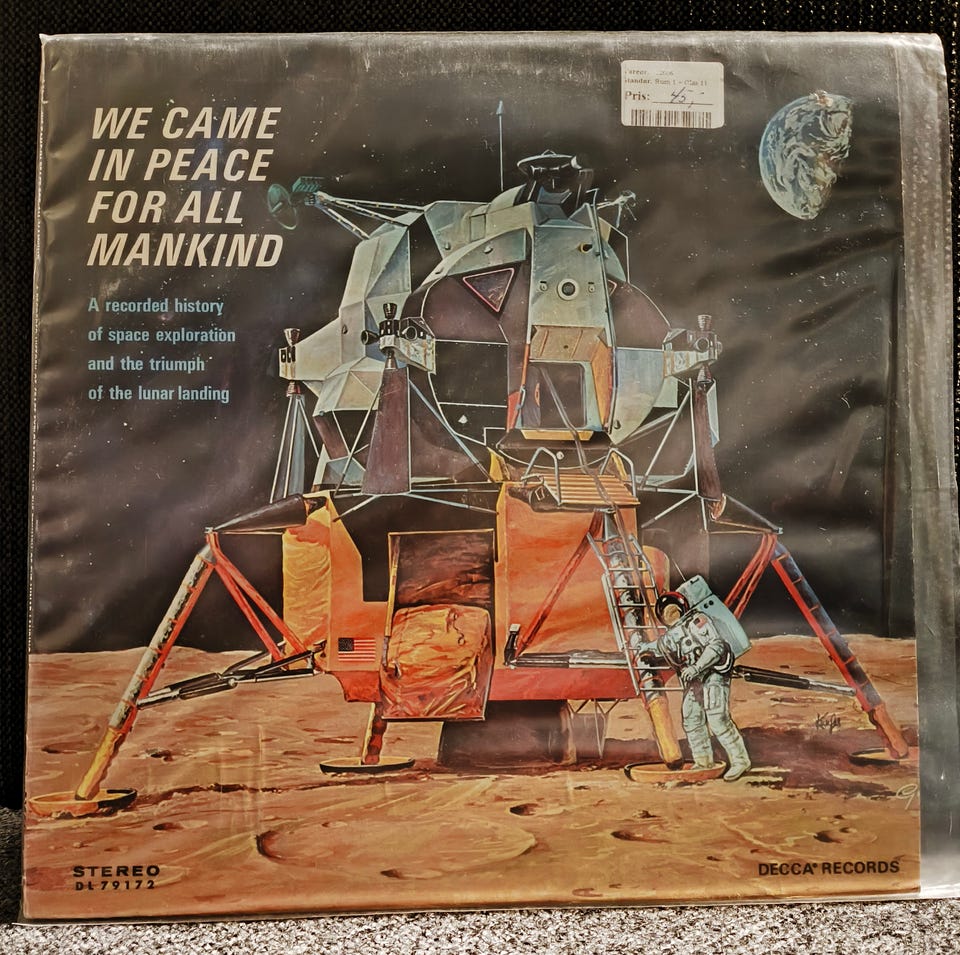 WE CAME
IN PEACE
FOR ALL
MANKIND
A recorded history
of space exploration
and the triumph
of the lunar landing
Pris: 45,-
STEREO
DL 79172
DECCA® RECORDS